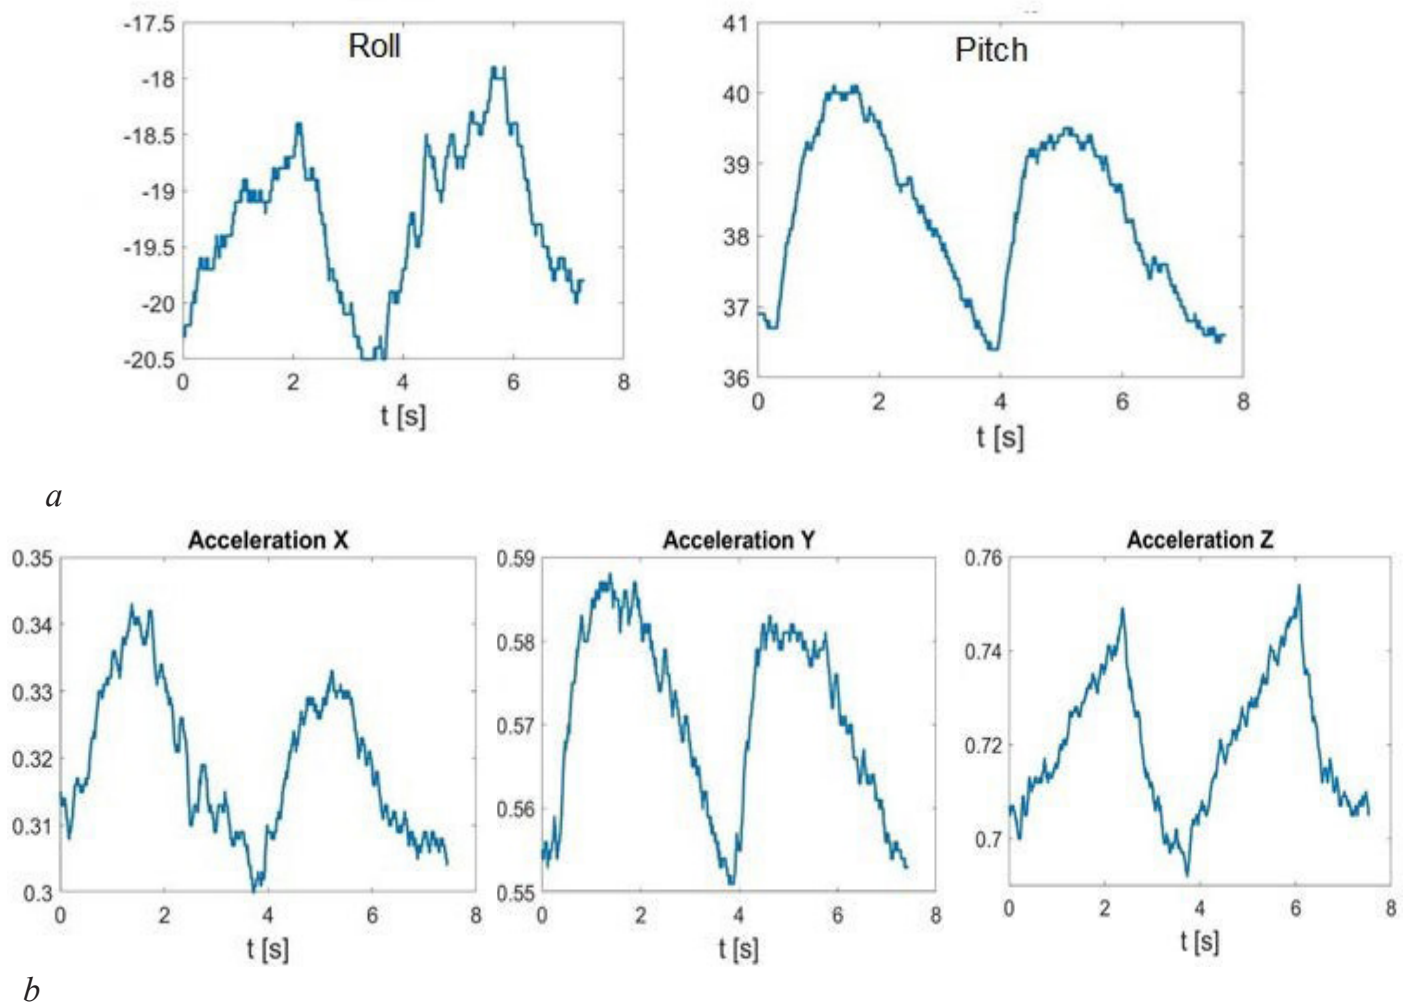 Roll
-17.5
-18
-18.5
-19
-19.5
-20
-20.5
0 2 4 6 8
t [s]
Pitch
41
40
39
38
37
36
0 2 4 6 8
t [s]
a
Acceleration X
0.35
0.34
0.33
0.32
0.31
0.3
0 2 4 6 8
t [s]
Acceleration Y
0.59
0.58
0.57
0.56
0.55
0 2 4 6 8
t [s]
Acceleration Z
0.76
0.74
0.72
0.7
0 2 4 6 8
t [s]
b